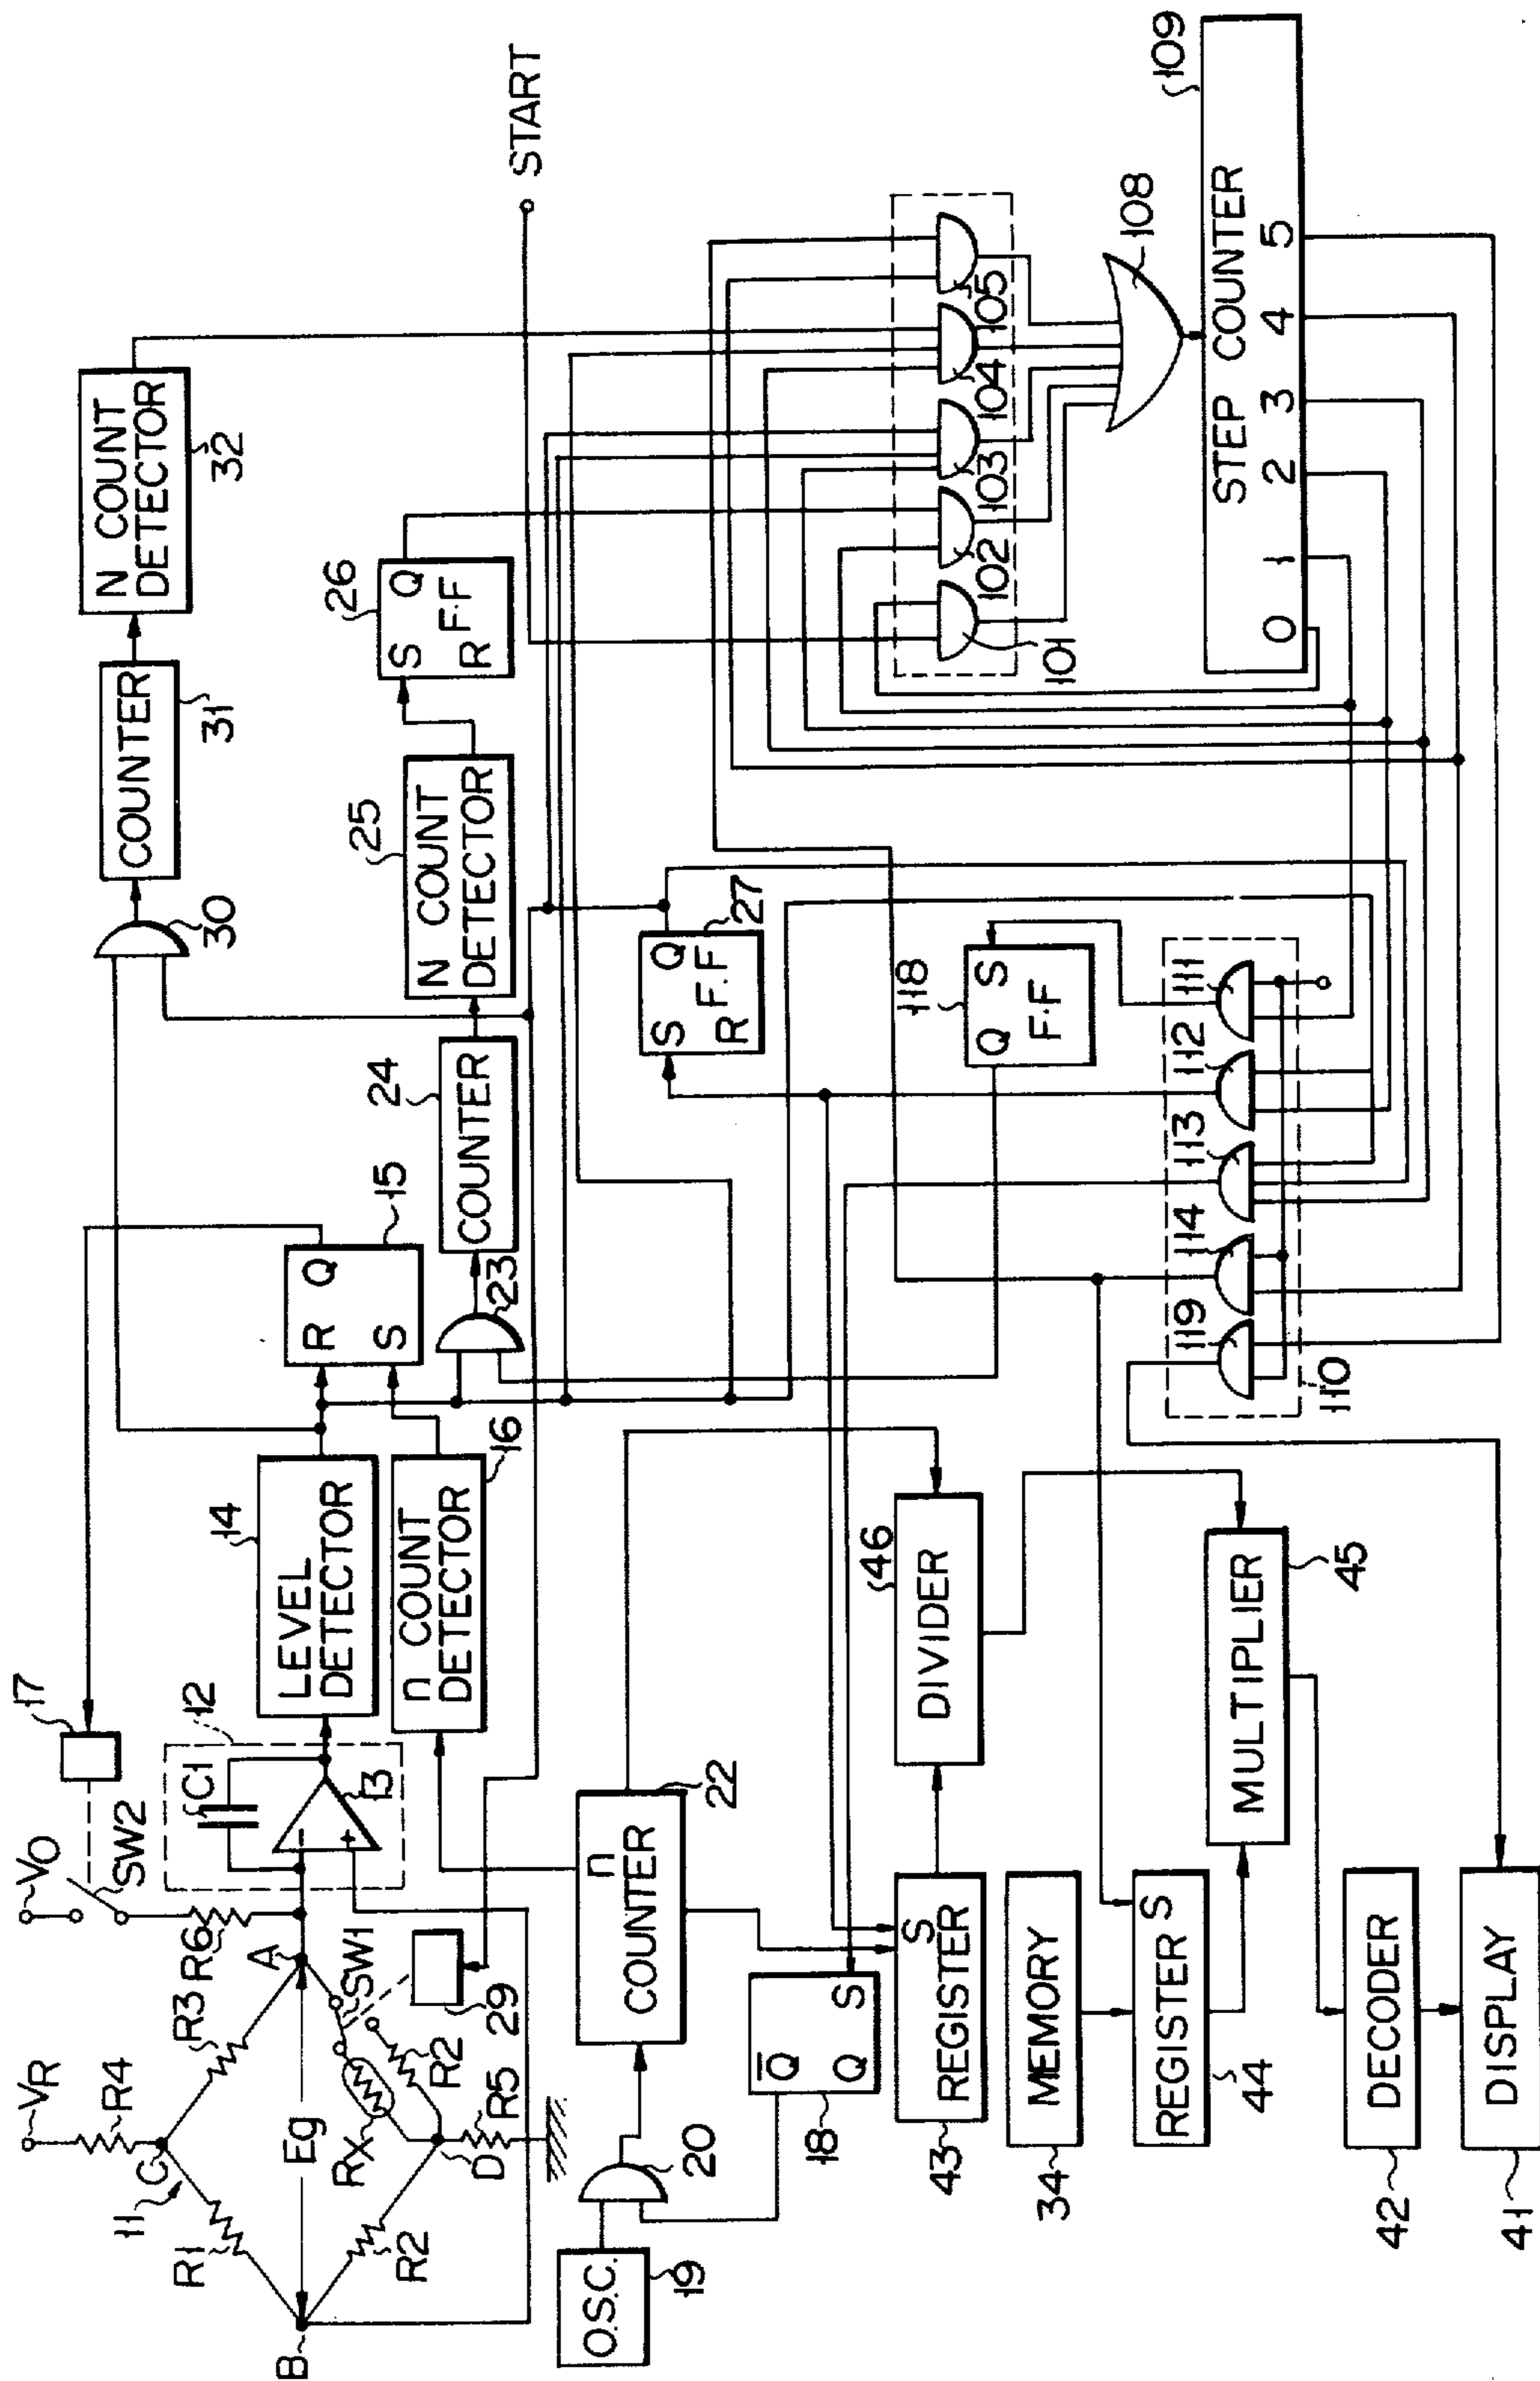 VR
R4
C
11
R1
R3
A
B
Eg
RX
R2
R2
D
R5
SW1
29
R6
VO
SW2
17
12
C1
13
−
+
LEVEL
DETECTOR
14
n COUNT
DETECTOR
16
R Q
S
15
23
COUNTER
24
N COUNT
DETECTOR
25
S Q
F.F
R
26
30
COUNTER
31
N COUNT
DETECTOR
32
START
O.S.C.
19
20
Q̅
Q S
18
n
COUNTER
22
S Q
F.F
R
27
Q S
F.F
118
S
REGISTER
43
DIVIDER
46
MEMORY
34
REGISTER S
44
MULTIPLIER
45
DECODER
42
DISPLAY
41
119
114
113
112
111
110
101
102
103
104
105
108
STEP COUNTER
0 1 2 3 4 5
109